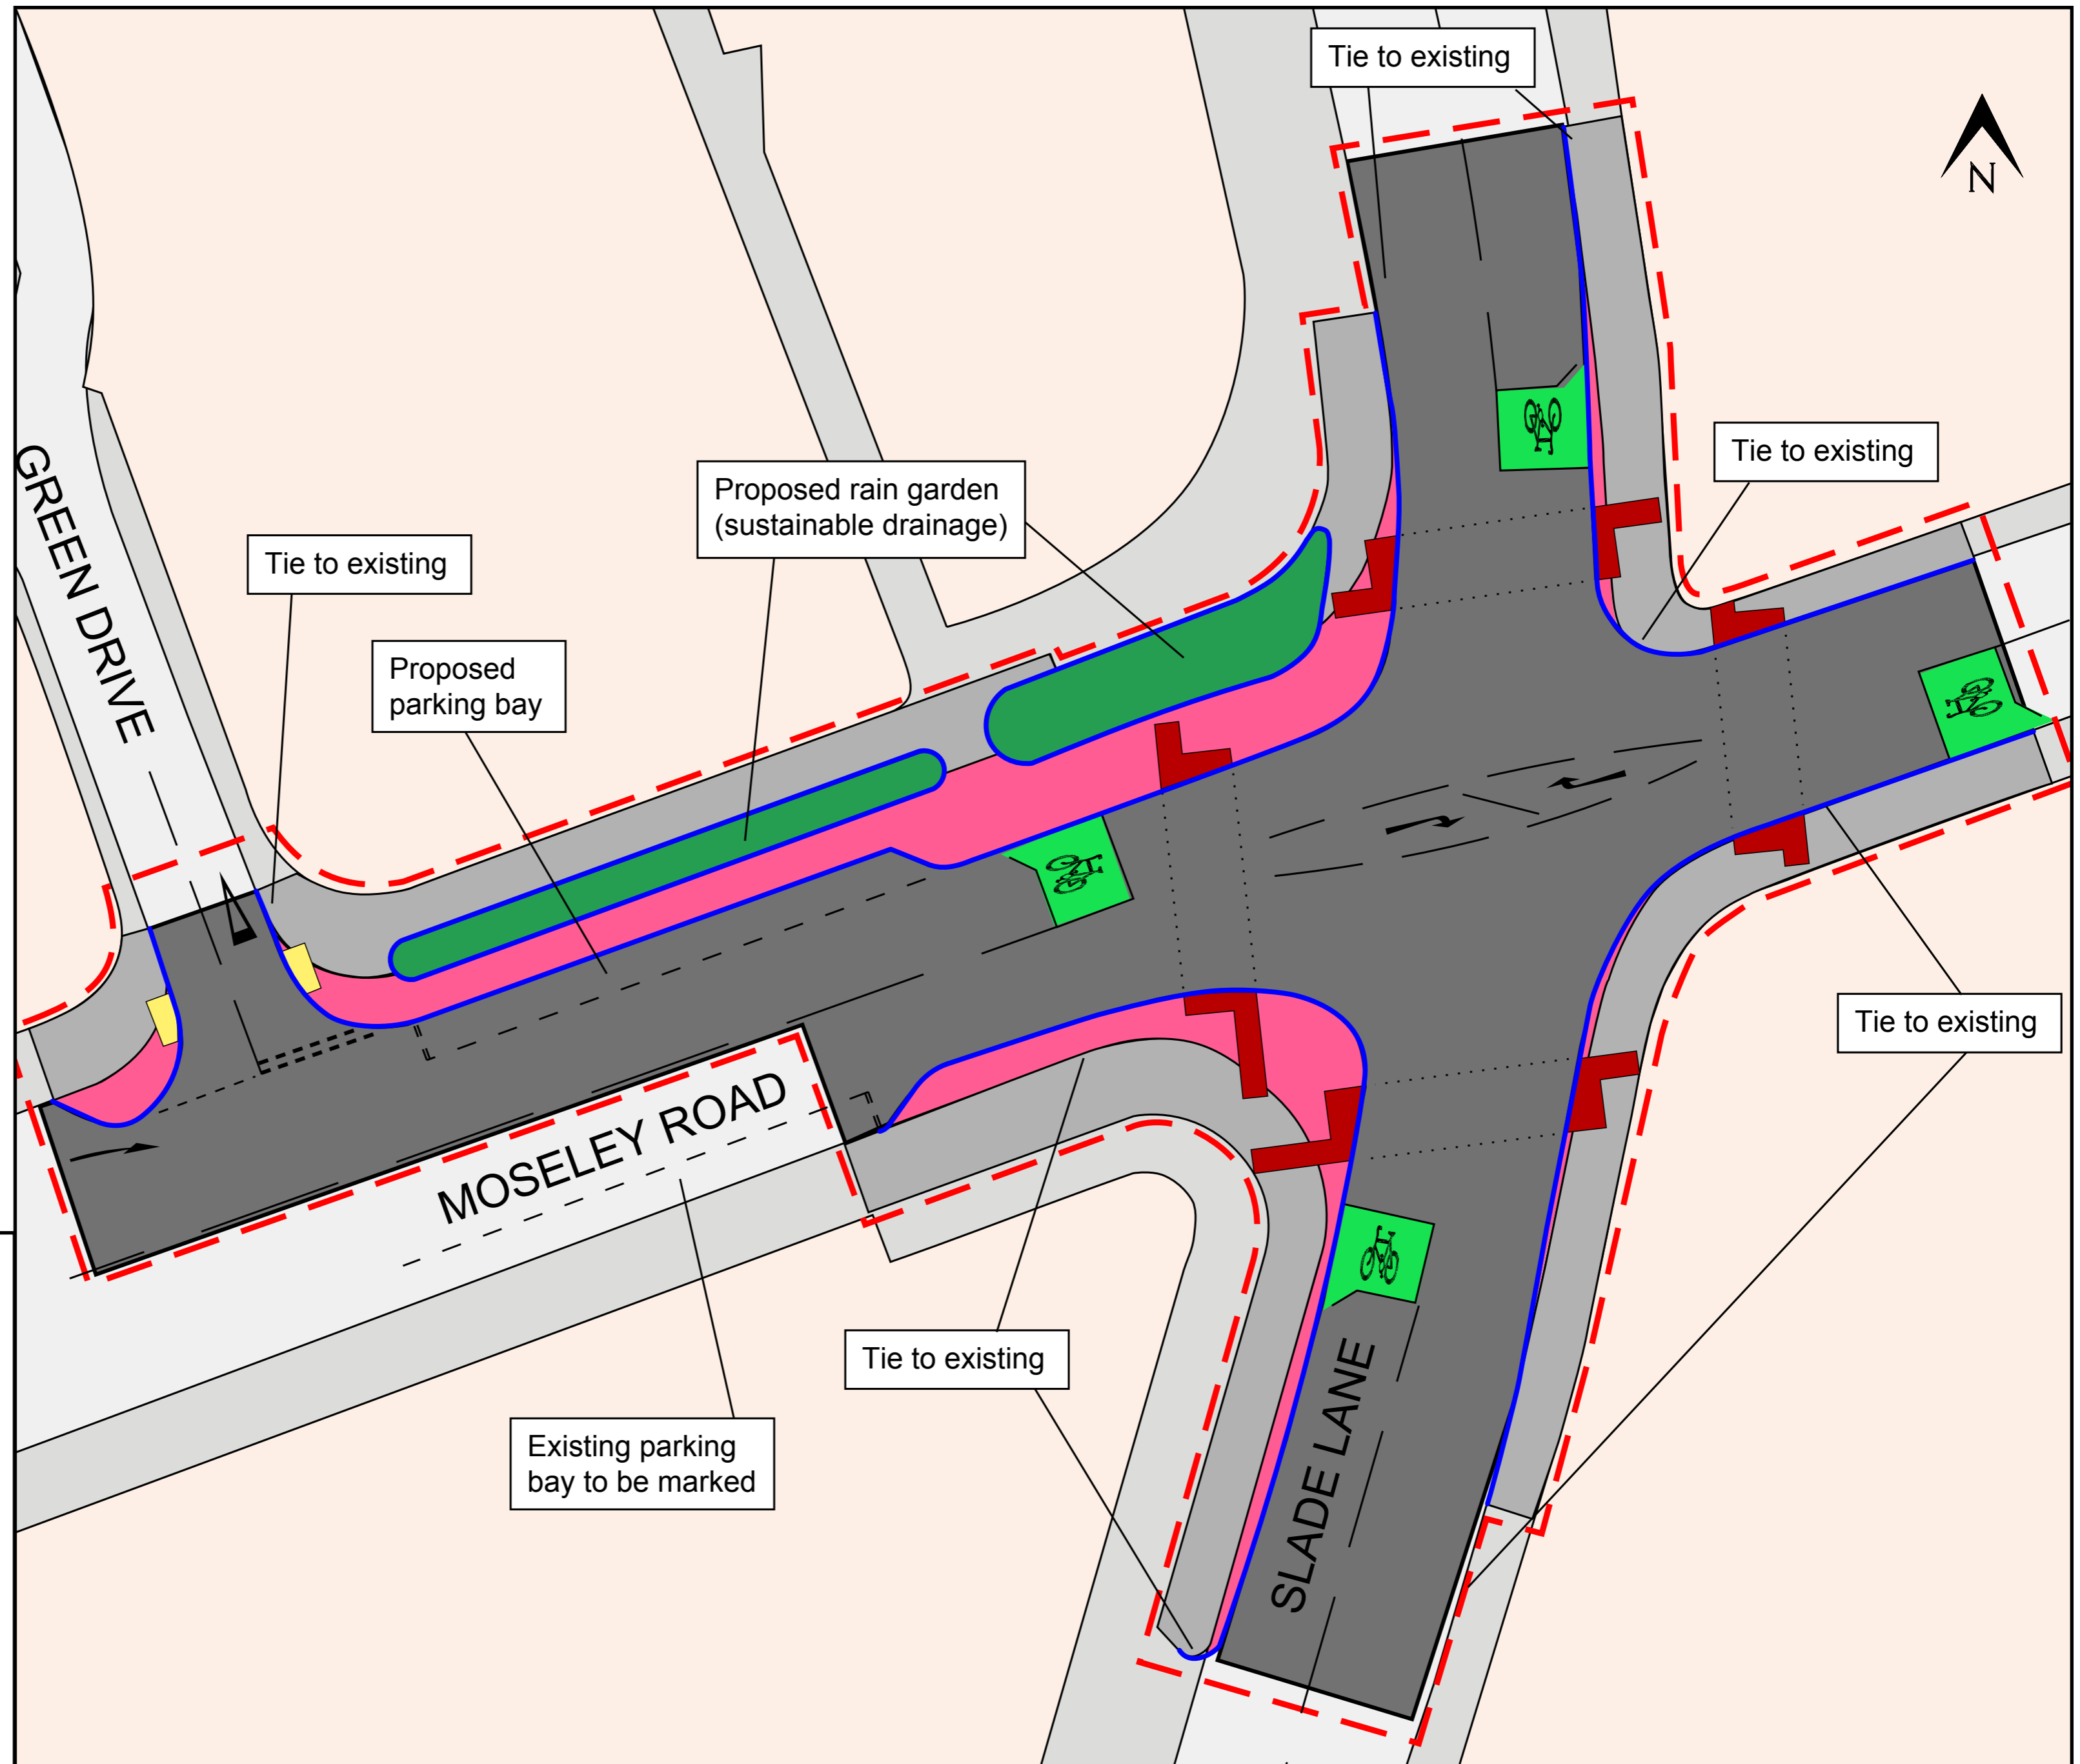 Tie to existing
N
Tie to existing
Proposed rain garden
(sustainable drainage)
GREEN DRIVE
Tie to existing
Proposed
parking bay
Tie to existing
MOSELEY ROAD
Tie to existing
SLADE LANE
Existing parking
bay to be marked